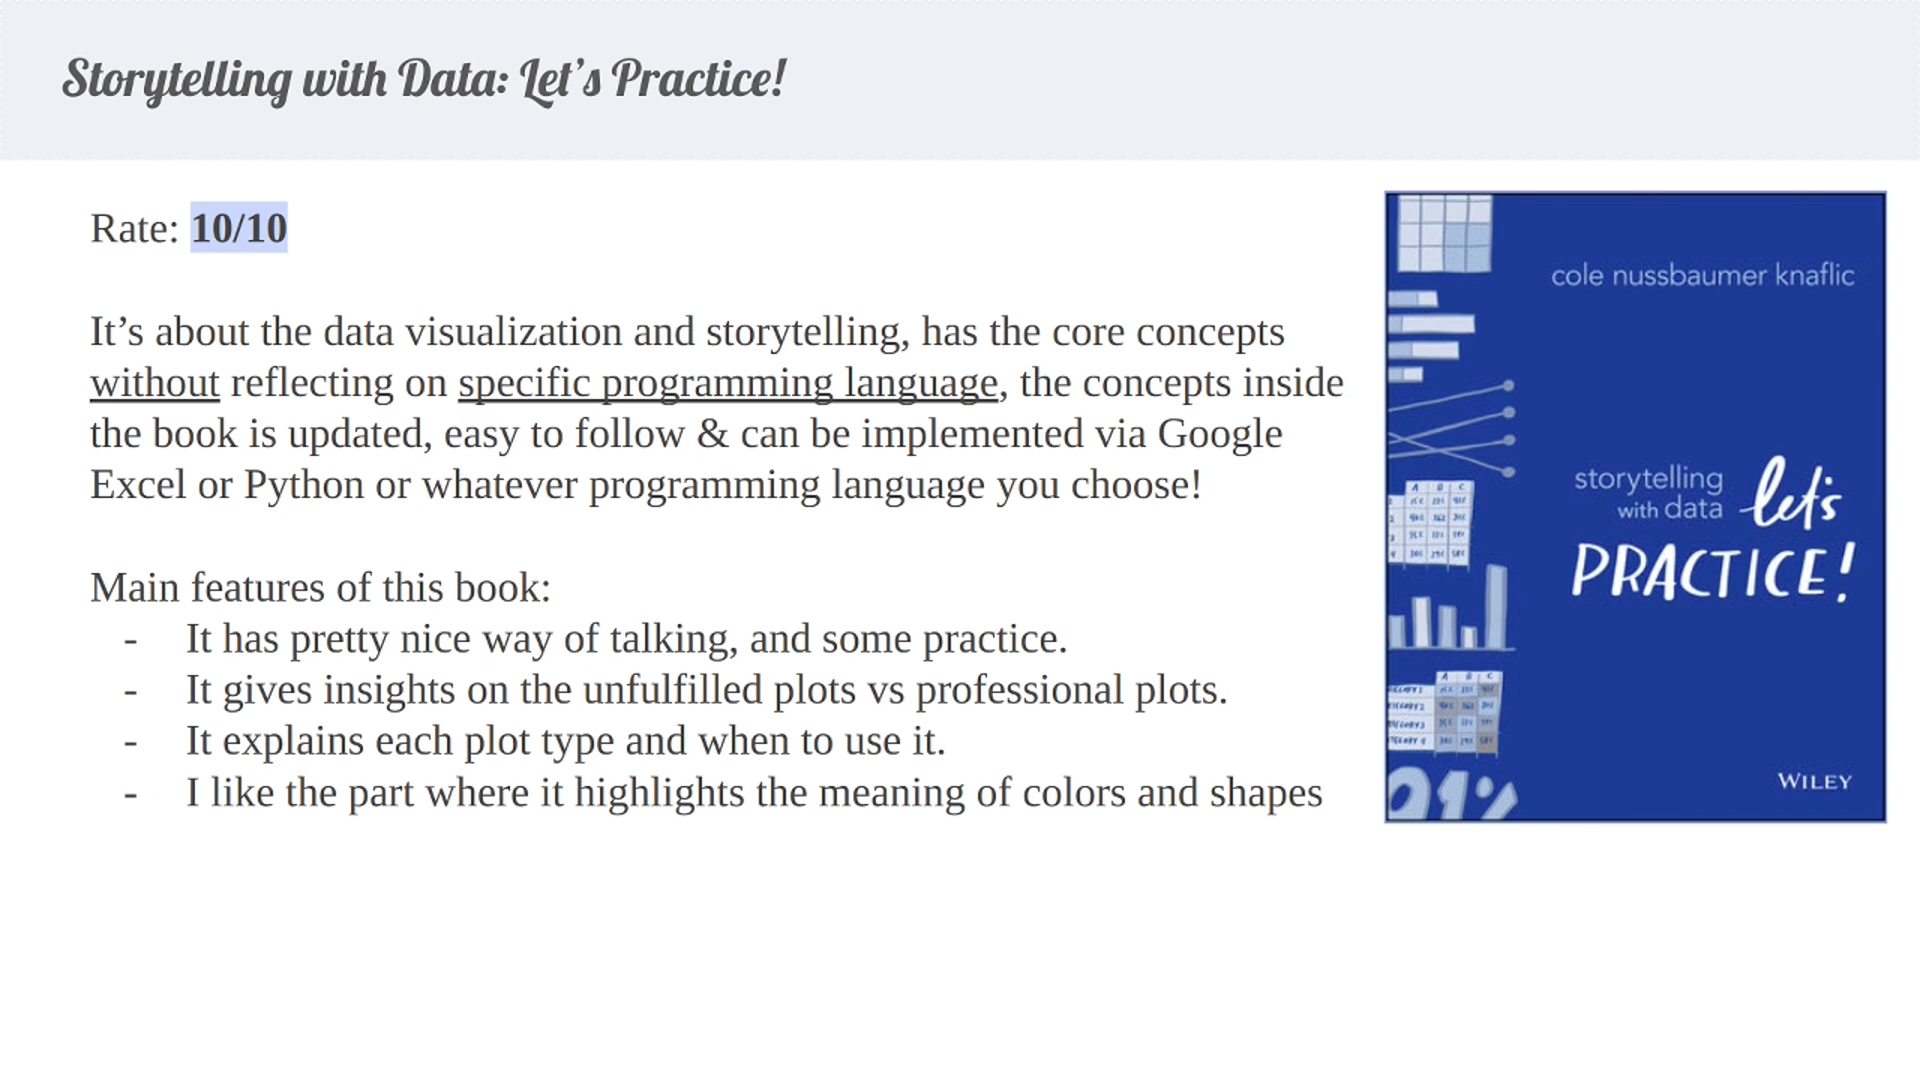 Storytelling with Data: Let’s Practice!
Rate: 10/10
It’s about the data visualization and storytelling, has the core concepts
without reflecting on specific programming language, the concepts inside
the book is updated, easy to follow & can be implemented via Google
Excel or Python or whatever programming language you choose!
Main features of this book:
- It has pretty nice way of talking, and some practice.
- It gives insights on the unfulfilled plots vs professional plots.
- It explains each plot type and when to use it.
- I like the part where it highlights the meaning of colors and shapes
cole nussbaumer knaflic
storytelling
with data
let's
PRACTICE!
A B C
A B C
WILEY
91%